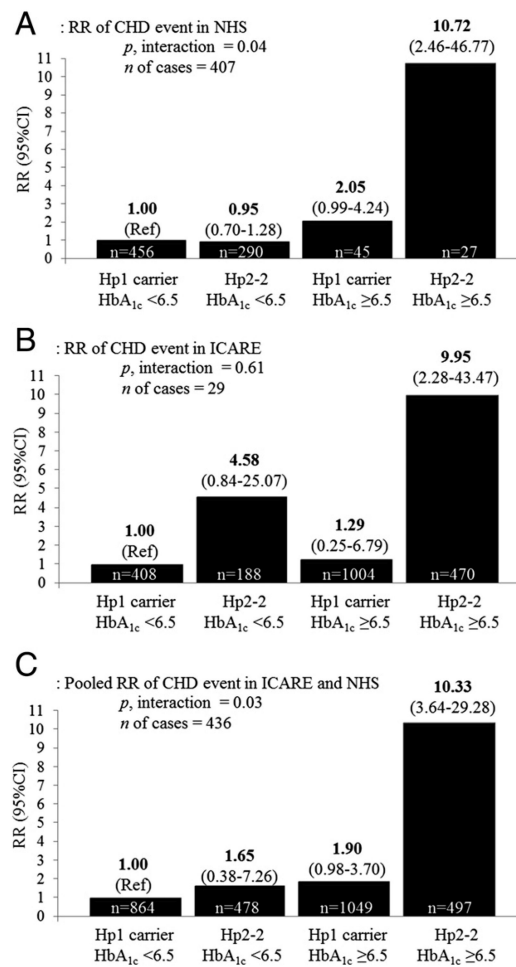 A
: RR of CHD event in NHS
p, interaction = 0.04
n of cases = 407
10.72
(2.46-46.77)
RR (95%CI)
11
10
9
8
7
6
5
4
3
2
1
0
1.00
(Ref)
0.95
(0.70-1.28)
2.05
(0.99-4.24)
n=456
n=290
n=45
n=27
Hp1 carrier
HbA1c <6.5
Hp2-2
HbA1c <6.5
Hp1 carrier
HbA1c ≥6.5
Hp2-2
HbA1c ≥6.5
B
: RR of CHD event in ICARE
p, interaction = 0.61
n of cases = 29
9.95
(2.28-43.47)
RR (95%CI)
11
10
9
8
7
6
5
4
3
2
1
0
1.00
(Ref)
4.58
(0.84-25.07)
1.29
(0.25-6.79)
n=408
n=188
n=1004
n=470
Hp1 carrier
HbA1c <6.5
Hp2-2
HbA1c <6.5
Hp1 carrier
HbA1c ≥6.5
Hp2-2
HbA1c ≥6.5
C
: Pooled RR of CHD event in ICARE and NHS
p, interaction = 0.03
n of cases = 436
10.33
(3.64-29.28)
RR (95%CI)
11
10
9
8
7
6
5
4
3
2
1
0
1.00
(Ref)
1.65
(0.38-7.26)
1.90
(0.98-3.70)
n=864
n=478
n=1049
n=497
Hp1 carrier
HbA1c <6.5
Hp2-2
HbA1c <6.5
Hp1 carrier
HbA1c ≥6.5
Hp2-2
HbA1c ≥6.5